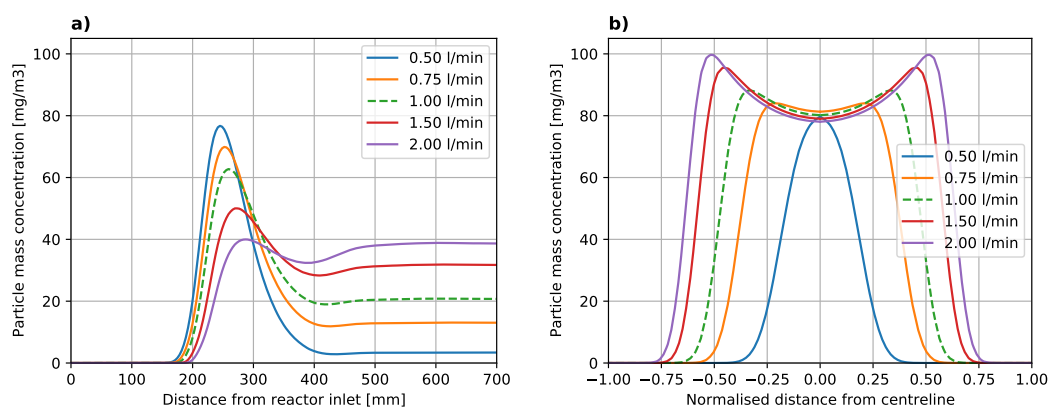 a)
Particle mass concentration [mg/m3]
100
80
60
40
20
0
0 100 200 300 400 500 600 700
Distance from reactor inlet [mm]
0.50 l/min
0.75 l/min
1.00 l/min
1.50 l/min
2.00 l/min
b)
Particle mass concentration [mg/m3]
100
80
60
40
20
0
−1.00 −0.75 −0.50 −0.25 0.00 0.25 0.50 0.75 1.00
Normalised distance from centreline
0.50 l/min
0.75 l/min
1.00 l/min
1.50 l/min
2.00 l/min